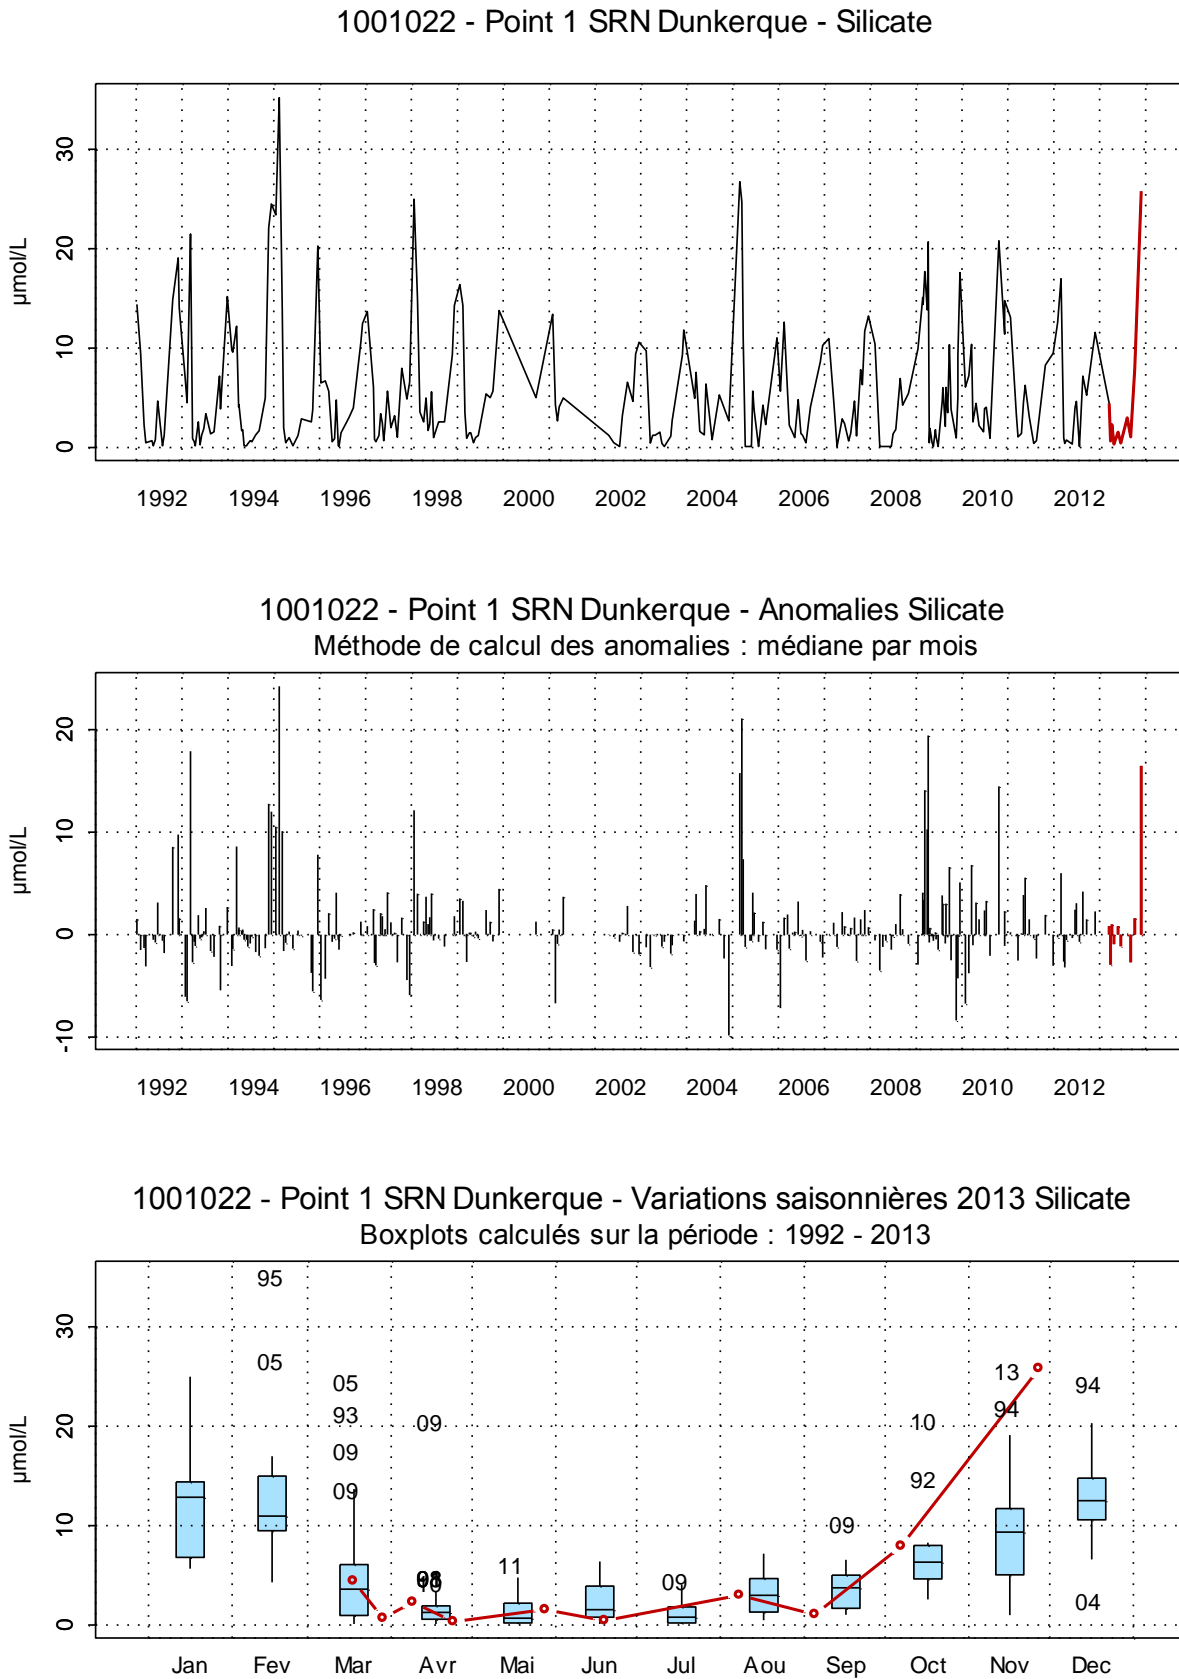 1001022 - Point 1 SRN Dunkerque - Silicate
30
20
10
0
µmol/L
1992 1994 1996 1998 2000 2002 2004 2006 2008 2010 2012
1001022 - Point 1 SRN Dunkerque - Anomalies Silicate
Méthode de calcul des anomalies : médiane par mois
20
10
0
-10
µmol/L
1992 1994 1996 1998 2000 2002 2004 2006 2008 2010 2012
1001022 - Point 1 SRN Dunkerque - Variations saisonnières 2013 Silicate
Boxplots calculés sur la période : 1992 - 2013
30
20
10
0
µmol/L
95
05
05
93
09
09
09
11
09
09
10
92
13
94
94
04
Jan Fev Mar Avr Mai Jun Jul Aou Sep Oct Nov Dec